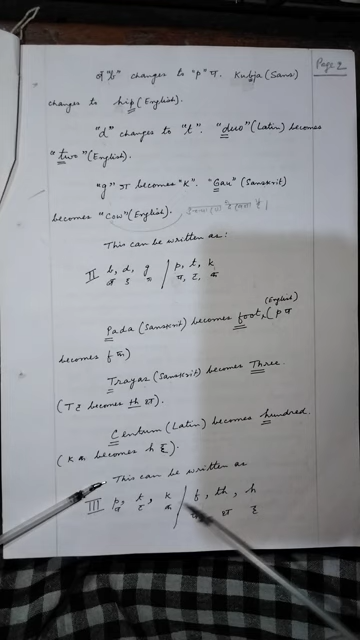 Page 2
If "b" changes to "p" प. Kubja (Sans)
changes to hip (English).
"d" changes to "t". "duo" (Latin) becomes
"two" (English).
"g" ग becomes "K". "Gau" (Sanskrit)
becomes "Cow" (English).
This can be written as:
II b, d, g / p, t, k
ब ड ग / प, ट, क
(English)
Pada (Sanskrit) becomes foot, (p प
becomes f फ)
Trayas (Sanskrit) becomes Three.
(T ट becomes th थ).
Centum (Latin) becomes hundred.
(K क becomes h ह).
This can be written as
III p, t, k / f, th, h
प ट क / थ ह